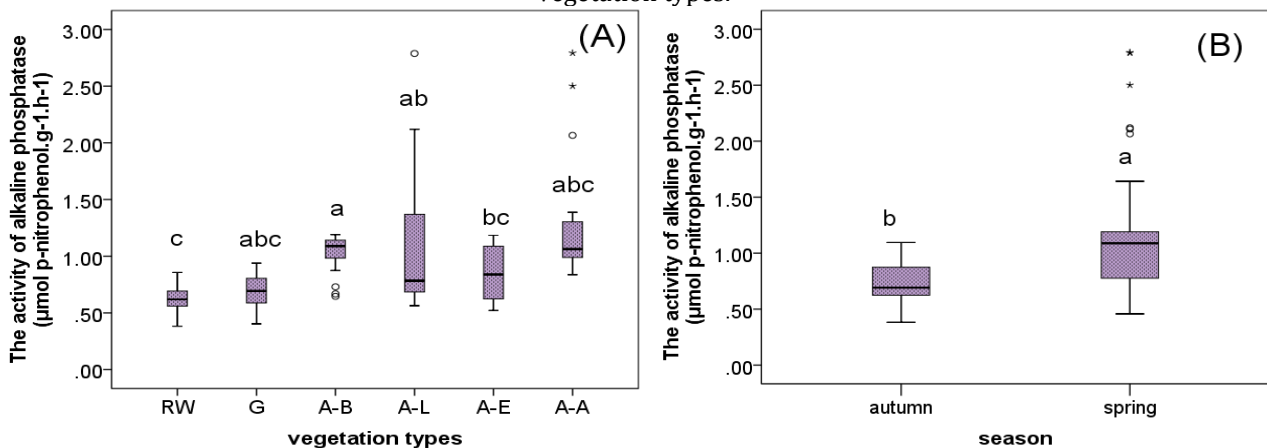 vegetation types.
The activity of alkaline phosphatase
(µmol p-nitrophenol.g-1.h-1)
3.00
2.50
2.00
1.50
1.00
.50
.00
(A)
c
abc
a
ab
bc
abc
RW G A-B A-L A-E A-A
vegetation types
The activity of alkaline phosphatase
(µmol p-nitrophenol.g-1.h-1)
3.00
2.50
2.00
1.50
1.00
.50
.00
(B)
b
a
autumn spring
season